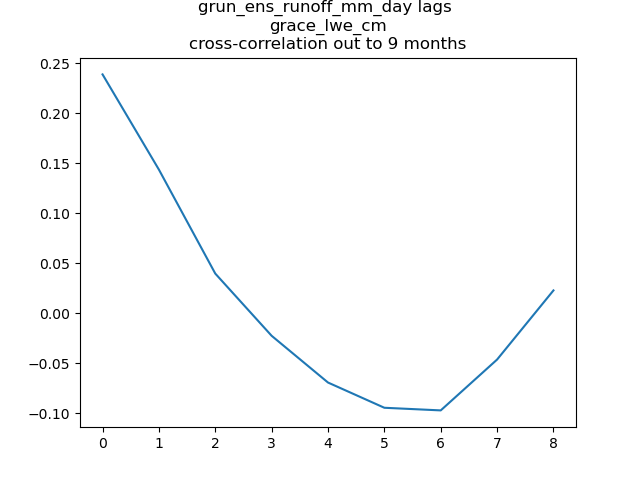 grun_ens_runoff_mm_day lags
grace_lwe_cm
cross-correlation out to 9 months
0.25
0.20
0.15
0.10
0.05
0.00
−0.05
−0.10
0 1 2 3 4 5 6 7 8